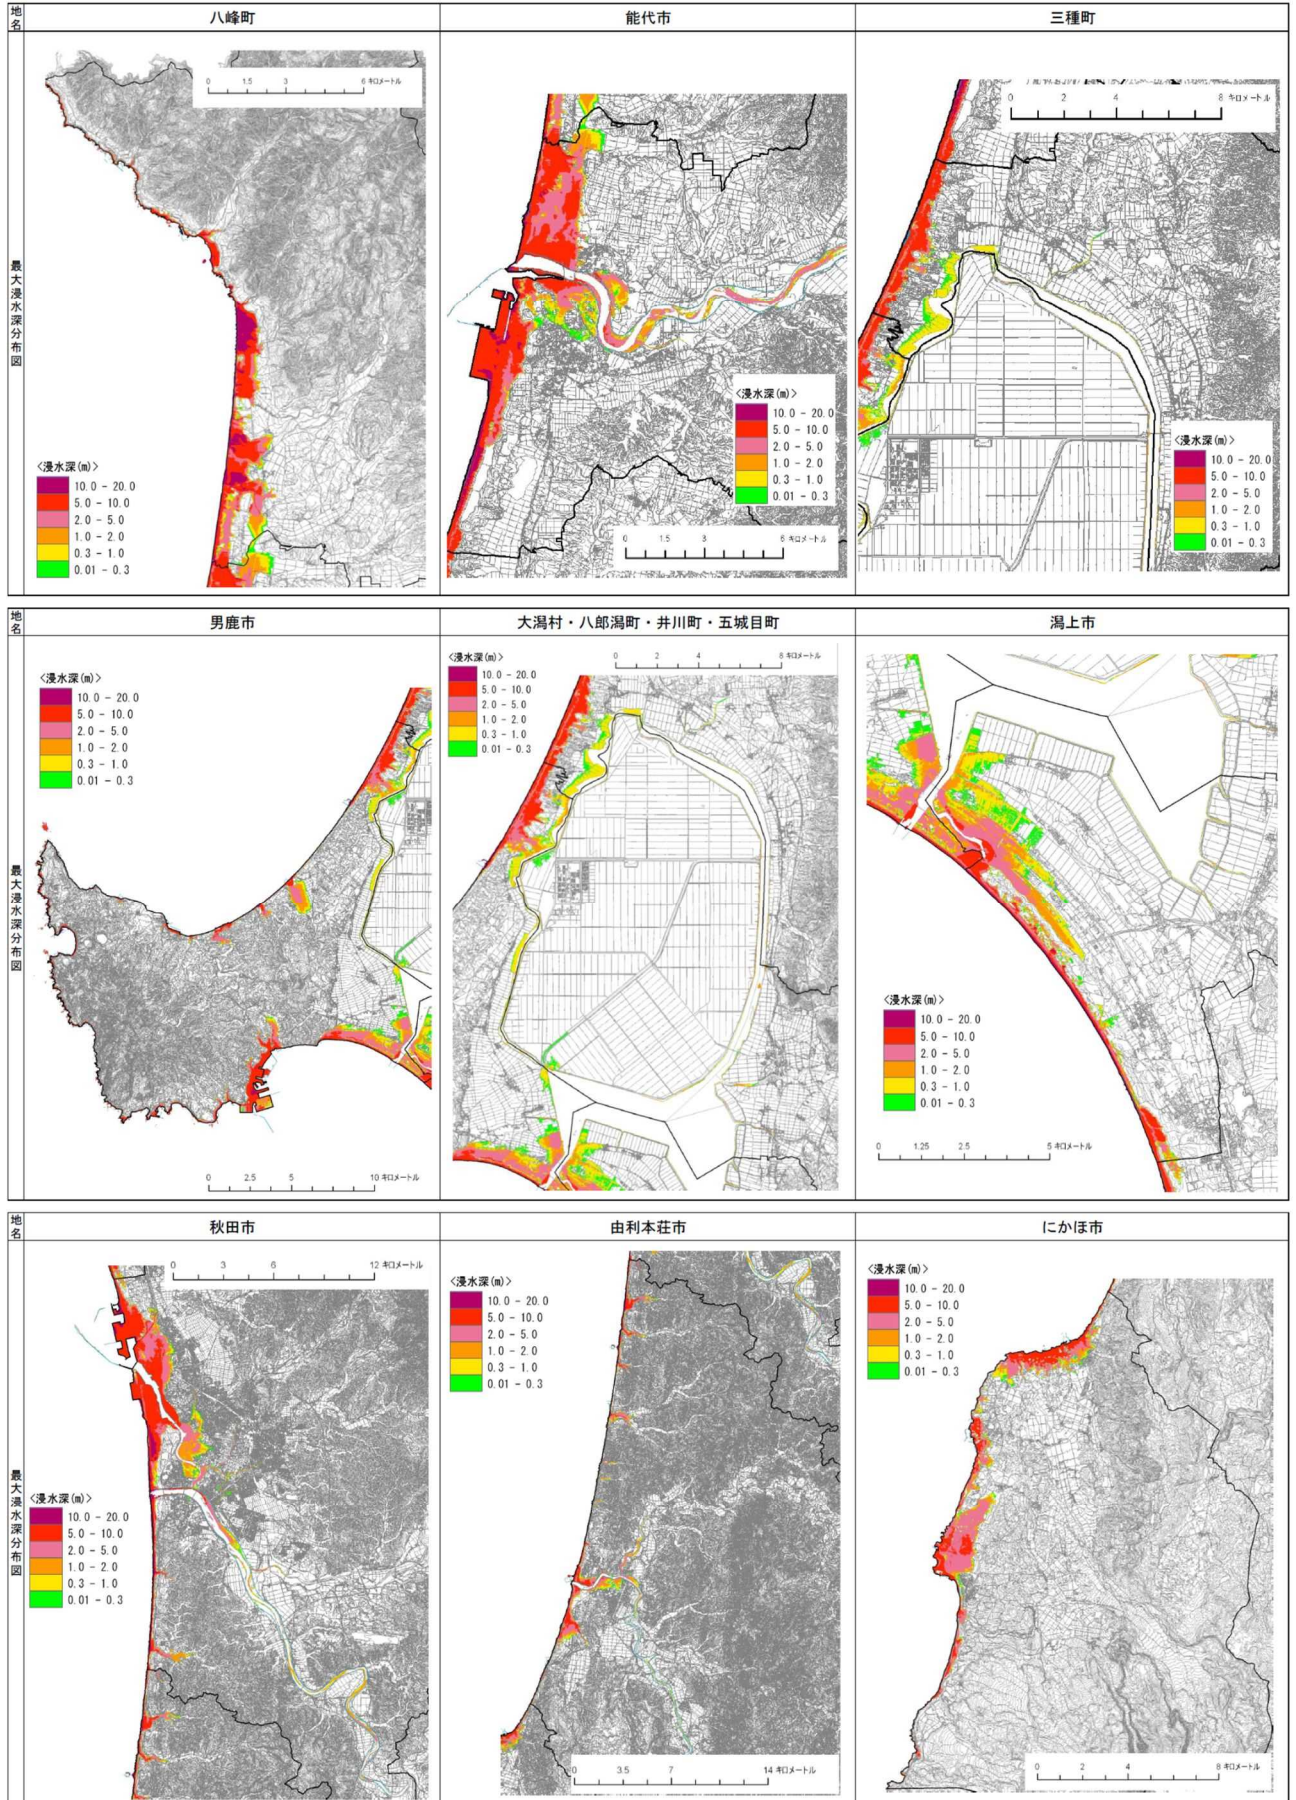 地名 八峰町 能代市 三種町
最大浸水深分布図
0 1.5 3 6 キロメートル
<浸水深(m)>
10.0 - 20.0
5.0 - 10.0
2.0 - 5.0
1.0 - 2.0
0.3 - 1.0
0.01 - 0.3
<浸水深(m)>
10.0 - 20.0
5.0 - 10.0
2.0 - 5.0
1.0 - 2.0
0.3 - 1.0
0.01 - 0.3
0 1.5 3 6 キロメートル
0 2 4 8 キロメートル
<浸水深(m)>
10.0 - 20.0
5.0 - 10.0
2.0 - 5.0
1.0 - 2.0
0.3 - 1.0
0.01 - 0.3
地名 男鹿市 大潟村・八郎潟町・井川町・五城目町 潟上市
最大浸水深分布図
<浸水深(m)>
10.0 - 20.0
5.0 - 10.0
2.0 - 5.0
1.0 - 2.0
0.3 - 1.0
0.01 - 0.3
0 2.5 5 10 キロメートル
<浸水深(m)>
10.0 - 20.0
5.0 - 10.0
2.0 - 5.0
1.0 - 2.0
0.3 - 1.0
0.01 - 0.3
0 2 4 8 キロメートル
<浸水深(m)>
10.0 - 20.0
5.0 - 10.0
2.0 - 5.0
1.0 - 2.0
0.3 - 1.0
0.01 - 0.3
0 1.25 2.5 5 キロメートル
地名 秋田市 由利本荘市 にかほ市
最大浸水深分布図
0 3 6 12 キロメートル
<浸水深(m)>
10.0 - 20.0
5.0 - 10.0
2.0 - 5.0
1.0 - 2.0
0.3 - 1.0
0.01 - 0.3
<浸水深(m)>
10.0 - 20.0
5.0 - 10.0
2.0 - 5.0
1.0 - 2.0
0.3 - 1.0
0.01 - 0.3
0 3.5 7 14 キロメートル
<浸水深(m)>
10.0 - 20.0
5.0 - 10.0
2.0 - 5.0
1.0 - 2.0
0.3 - 1.0
0.01 - 0.3
0 2 4 8 キロメートル